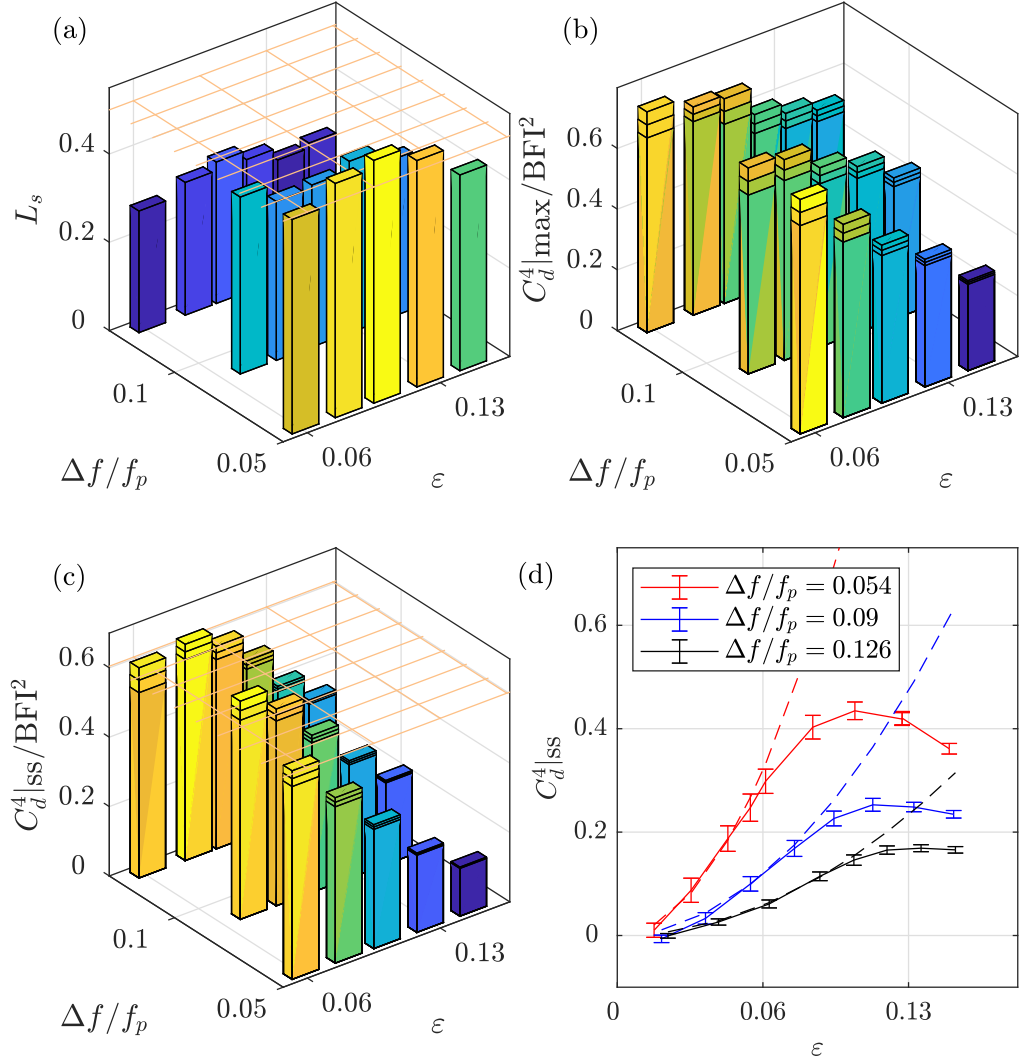 (a)
L_s
0.4
0.2
0
0.1
0.05
Δf/f_p
0.06
0.13
ε
(b)
C_d^4|max/BFI^2
0.6
0.4
0.2
0
0.1
0.05
Δf/f_p
0.06
0.13
ε
(c)
C_d^4|ss/BFI^2
0.6
0.4
0.2
0
0.1
0.05
Δf/f_p
0.06
0.13
ε
(d)
Δf/f_p = 0.054
Δf/f_p = 0.09
Δf/f_p = 0.126
C_d^4|ss
0.6
0.4
0.2
0
0
0.06
0.13
ε